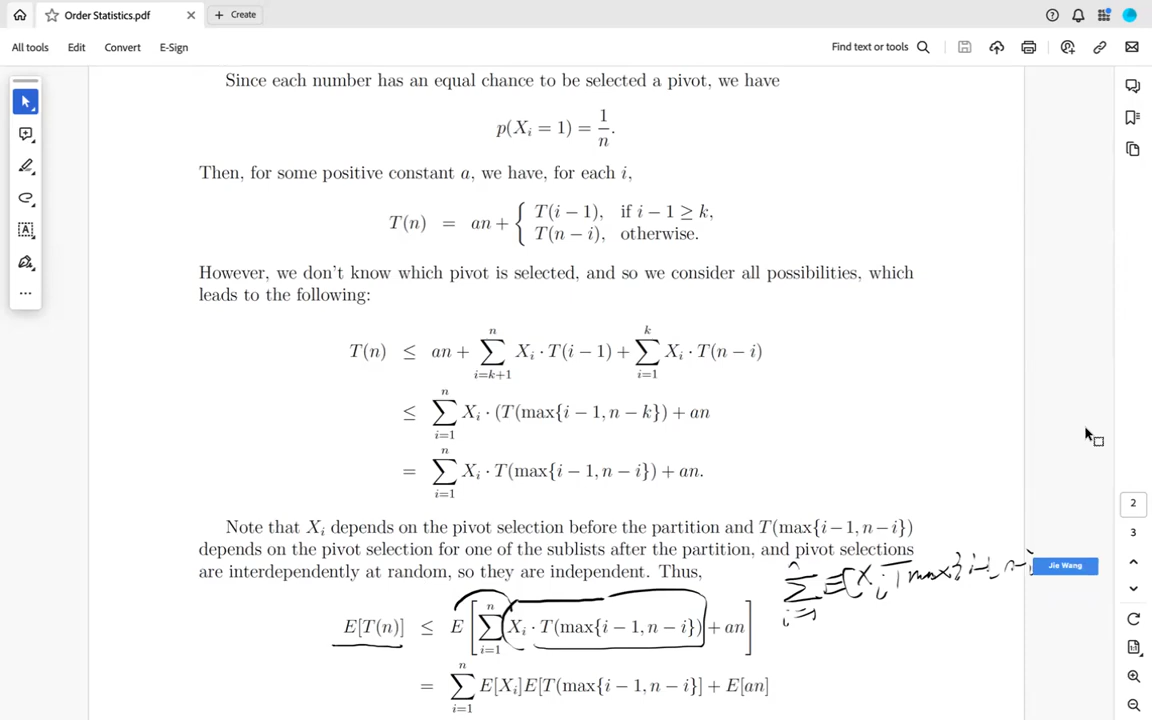 Order Statistics.pdf
+ Create
All tools Edit Convert E-Sign
Find text or tools
Since each number has an equal chance to be selected a pivot, we have
p(X_i = 1) = 1/n.
Then, for some positive constant a, we have, for each i,
T(n) = an + { T(i − 1), if i − 1 ≥ k,
T(n − i), otherwise.
However, we don't know which pivot is selected, and so we consider all possibilities, which
leads to the following:
T(n) ≤ an + ∑_{i=k+1}^{n} X_i · T(i − 1) + ∑_{i=1}^{k} X_i · T(n − i)
≤ ∑_{i=1}^{n} X_i · (T(max{i − 1, n − k}) + an
= ∑_{i=1}^{n} X_i · T(max{i − 1, n − i}) + an.
2
3
Note that X_i depends on the pivot selection before the partition and T(max{i−1, n−i})
depends on the pivot selection for one of the sublists after the partition, and pivot selections
are interdependently at random, so they are independent. Thus,
∑_{i=1}^{n} E[X_i T max{i-1, n-i
Jie Wang
E[T(n)] ≤ E [∑_{i=1}^{n} X_i · T(max{i − 1, n − i}) + an]
= ∑_{i=1}^{n} E[X_i]E[T(max{i − 1, n − i}] + E[an]